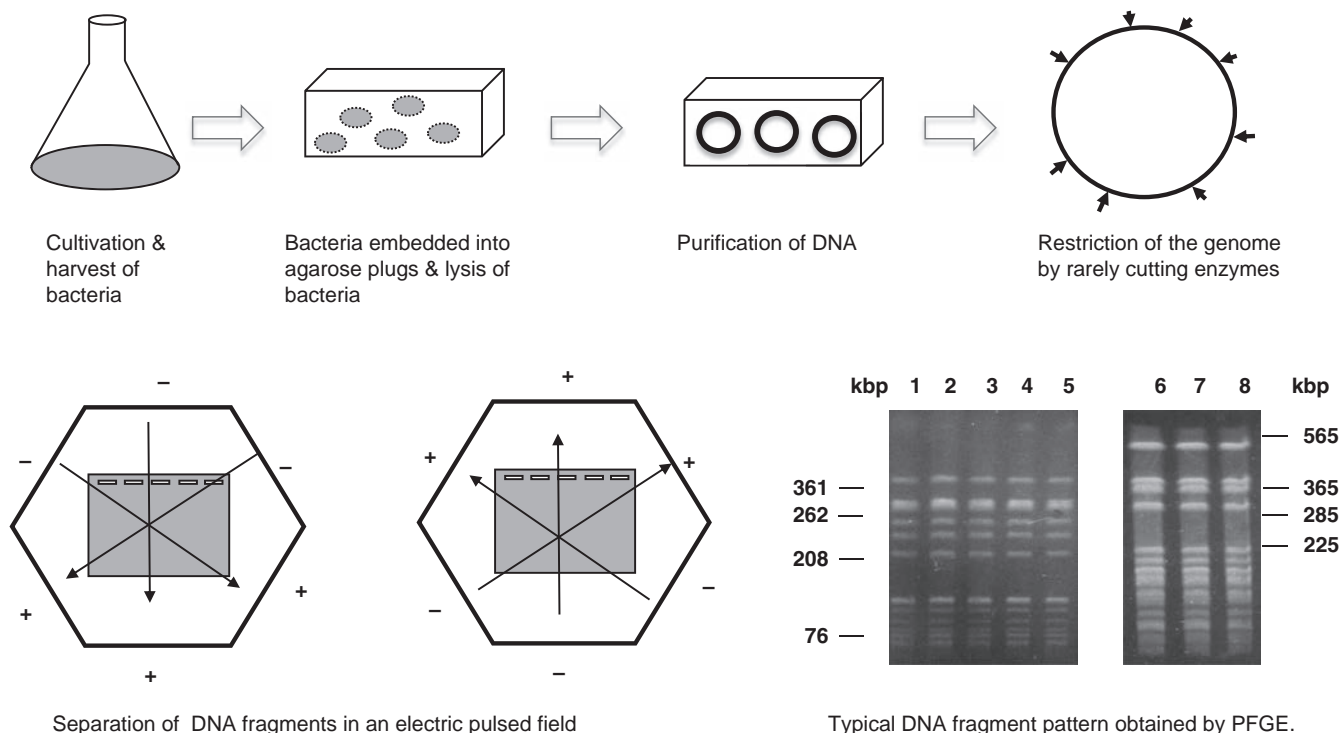 Cultivation &
harvest of
bacteria
Bacteria embedded into
agarose plugs & lysis of
bacteria
Purification of DNA
Restriction of the genome
by rarely cutting enzymes
–
–
–
+
+
+
+
+
+
–
–
–
Separation of DNA fragments in an electric pulsed field
kbp 1 2 3 4 5
361
262
208
76
6 7 8 kbp
565
365
285
225
Typical DNA fragment pattern obtained by PFGE.